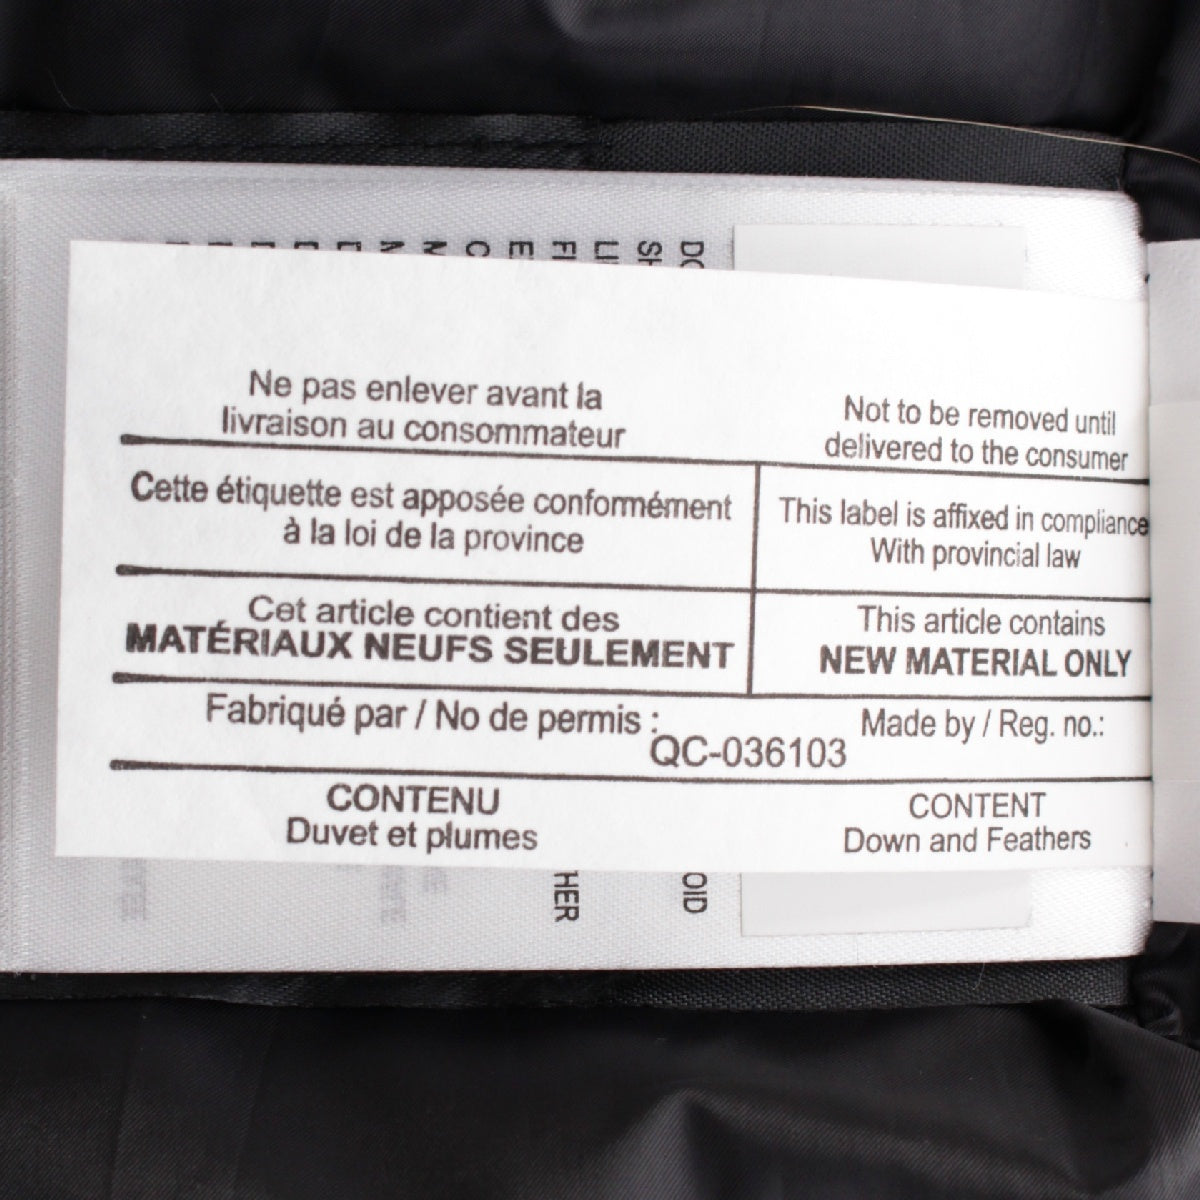 Ne pas enlever avant la
livraison au consommateur
Not to be removed until
delivered to the consumer
Cette étiquette est apposée conformément
à la loi de la province
This label is affixed in compliance
With provincial law
Cet article contient des
MATÉRIAUX NEUFS SEULEMENT
This article contains
NEW MATERIAL ONLY
Fabriqué par / No de permis :
Made by / Reg. no.:
QC-036103
CONTENU
Duvet et plumes
CONTENT
Down and Feathers
HER
OID